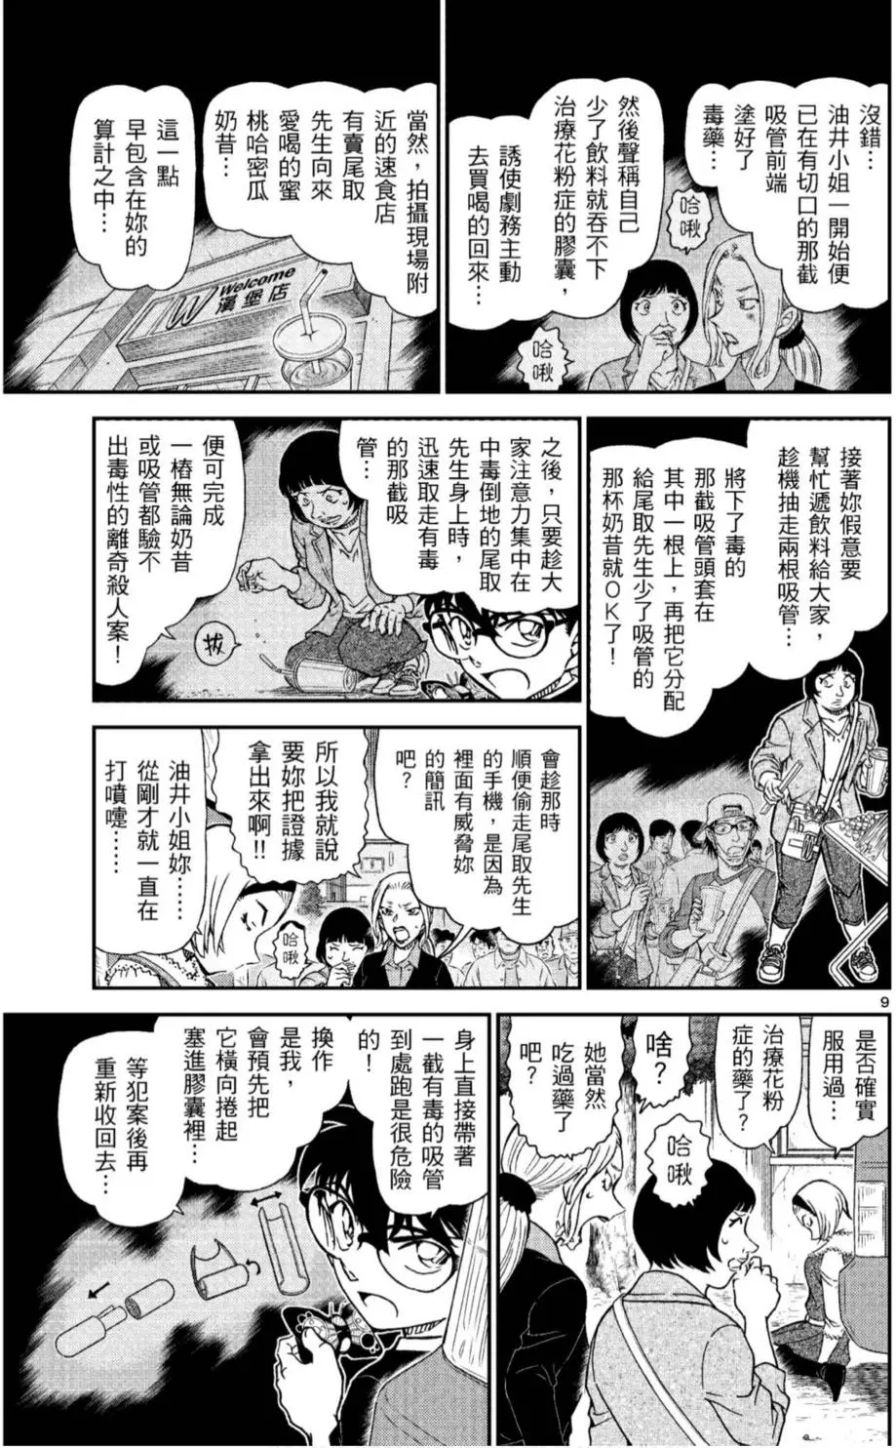 沒錯…
油井小姐一開始便
已在有切口的那截
吸管前端
塗好了
毒藥…
然後聲稱自己
少了飲料就吞不下
治療花粉症的膠囊，
誘使劇務主動
去買喝的回來…
哈
啾
哈
啾
當然，拍攝現場附
近的速食店
有賣尾取
先生向來
愛喝的蜜
桃哈密瓜
奶昔…
這一點
早包含在妳的
算計之中…
W Welcome
漢堡店
接著妳假意要
幫忙遞飲料給大家，
趁機抽走兩根吸管…
將下了毒的
那截吸管頭套在
其中一根上，再把它分配
給尾取先生少了吸管的
那杯奶昔就OK了！
之後，只要趁大
家注意力集中在
中毒倒地的尾取
先生身上時，
迅速取走有毒
的那截吸
管…
便可完成
一樁無論奶昔
或吸管都驗不
出毒性的離奇殺人案！
拔
會趁那時
順便偷走尾取先生
的手機，是因為
裡面有威脅妳
的簡訊
吧？
所以我就說
要妳把證據
拿出來啊!!
哈
啾
油井小姐妳……
從剛才就一直在
打噴嚏……
9
是否確實
服用過…
治療花粉
症的藥了？
啥？
她當然
吃過藥了
吧？
哈
啾
身上直接帶著
一截有毒的吸管
到處跑是很危險
的！
換作
是我，
會預先把
它橫向捲起
塞進膠囊裡…
等犯案後再
重新收回去…